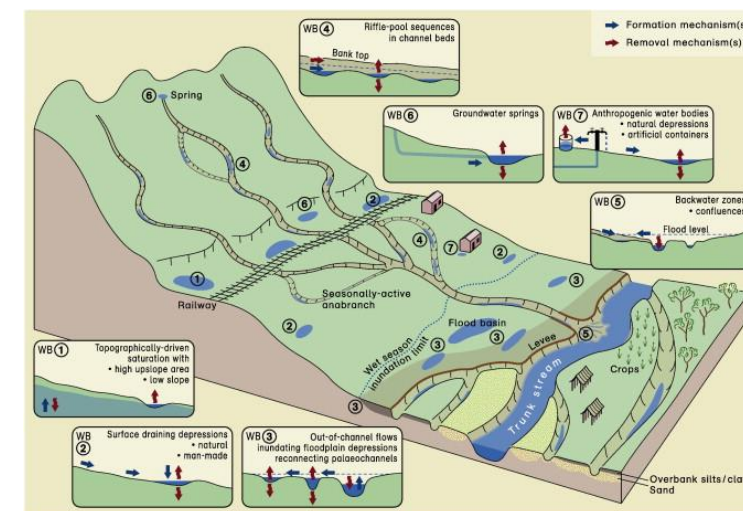 WB ④
Riffle-pool sequences
in channel beds
Bank top
Formation mechanism(s
Removal mechanism(s)
⑥ Spring
WB ⑥
Groundwater springs
WB ⑦
Anthropogenic water bodies
• natural depressions
• artificial containers
④
WB ⑤
Backwater zone
• confluence
Flood level
⑥
②
④
⑦
②
③
①
Railway
Seasonally-active
anabranch
②
Wet season
inundation limit
Flood basin
③
③
Levee
⑤
Crops
Trunk stream
③
WB ①
Topographically-driven
saturation with
• high upslope area
• low slope
WB
②
Surface draining depressions
• natural
• man-made
WB ③
Out-of-channel flows
inundating floodplain depressions
reconnecting palaeochannels
Overbank silts/cla
Sand